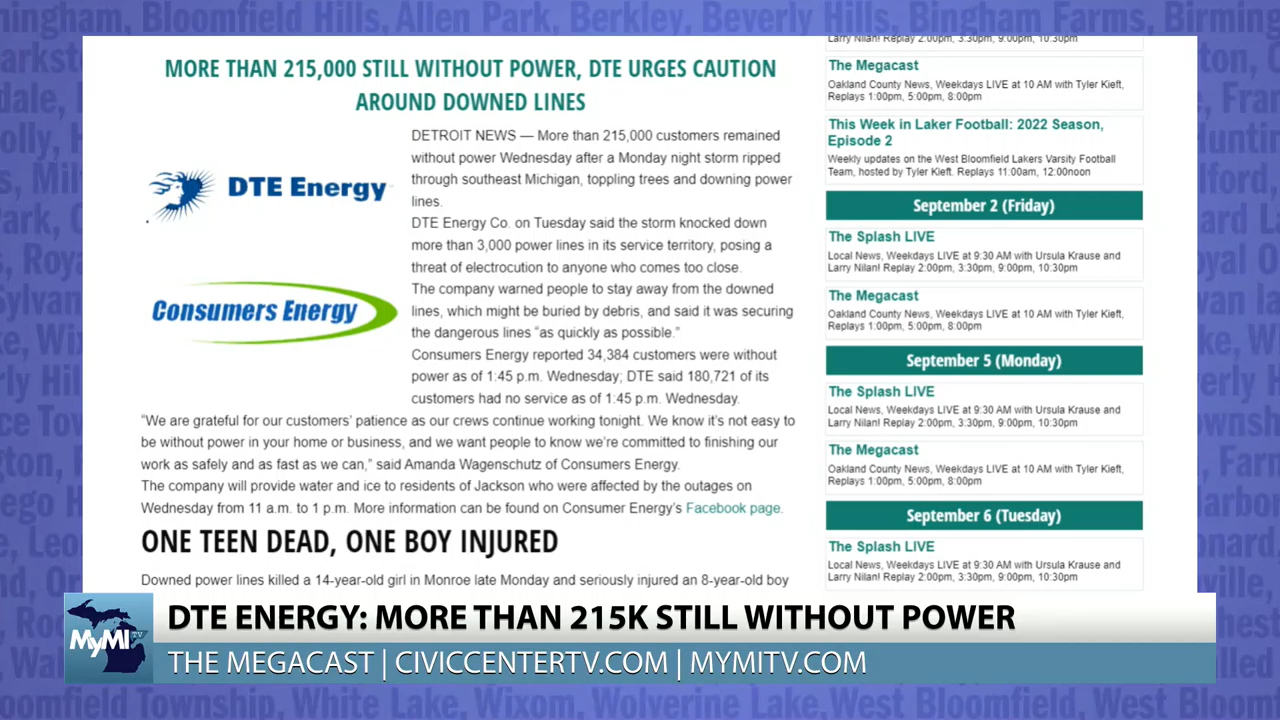 ningham, Bloomfield Hills, Allen Park, Berkley, Beverly Hills, Bingham Farms, Birming
MORE THAN 215,000 STILL WITHOUT POWER, DTE URGES CAUTION
AROUND DOWNED LINES
DTE Energy
Consumers Energy
DETROIT NEWS — More than 215,000 customers remained
without power Wednesday after a Monday night storm ripped
through southeast Michigan, toppling trees and downing power
lines.
DTE Energy Co. on Tuesday said the storm knocked down
more than 3,000 power lines in its service territory, posing a
threat of electrocution to anyone who comes too close.
The company warned people to stay away from the downed
lines, which might be buried by debris, and said it was securing
the dangerous lines “as quickly as possible.”
Consumers Energy reported 34,384 customers were without
power as of 1:45 p.m. Wednesday; DTE said 180,721 of its
customers had no service as of 1:45 p.m. Wednesday.
“We are grateful for our customers’ patience as our crews continue working tonight. We know it’s not easy to
be without power in your home or business, and we want people to know we’re committed to finishing our
work as safely and as fast as we can,” said Amanda Wagenschutz of Consumers Energy.
The company will provide water and ice to residents of Jackson who were affected by the outages on
Wednesday from 11 a.m. to 1 p.m. More information can be found on Consumer Energy’s Facebook page.
ONE TEEN DEAD, ONE BOY INJURED
Downed power lines killed a 14-year-old girl in Monroe late Monday and seriously injured an 8-year-old boy
Larry Nilan! Replay 2:00pm, 3:30pm, 9:00pm, 10:30pm
The Megacast
Oakland County News, Weekdays LIVE at 10 AM with Tyler Kieft,
Replays 1:00pm, 5:00pm, 8:00pm
This Week in Laker Football: 2022 Season,
Episode 2
Weekly updates on the West Bloomfield Lakers Varsity Football
Team, hosted by Tyler Kieft. Replays 11:00am, 12:00noon
September 2 (Friday)
The Splash LIVE
Local News, Weekdays LIVE at 9:30 AM with Ursula Krause and
Larry Nilan! Replay 2:00pm, 3:30pm, 9:00pm, 10:30pm
The Megacast
Oakland County News, Weekdays LIVE at 10 AM with Tyler Kieft,
Replays 1:00pm, 5:00pm, 8:00pm
September 5 (Monday)
The Splash LIVE
Local News, Weekdays LIVE at 9:30 AM with Ursula Krause and
Larry Nilan! Replay 2:00pm, 3:30pm, 9:00pm, 10:30pm
The Megacast
Oakland County News, Weekdays LIVE at 10 AM with Tyler Kieft,
Replays 1:00pm, 5:00pm, 8:00pm
September 6 (Tuesday)
The Splash LIVE
Local News, Weekdays LIVE at 9:30 AM with Ursula Krause and
Larry Nilan! Replay 2:00pm, 3:30pm, 9:00pm, 10:30pm
MyMI TV
DTE ENERGY: MORE THAN 215K STILL WITHOUT POWER
THE MEGACAST | CIVICCENTERTV.COM | MYMITV.COM
oomfield Township, White Lake, Wixom, Wolverine Lake, West Bloomfield, West Bloom